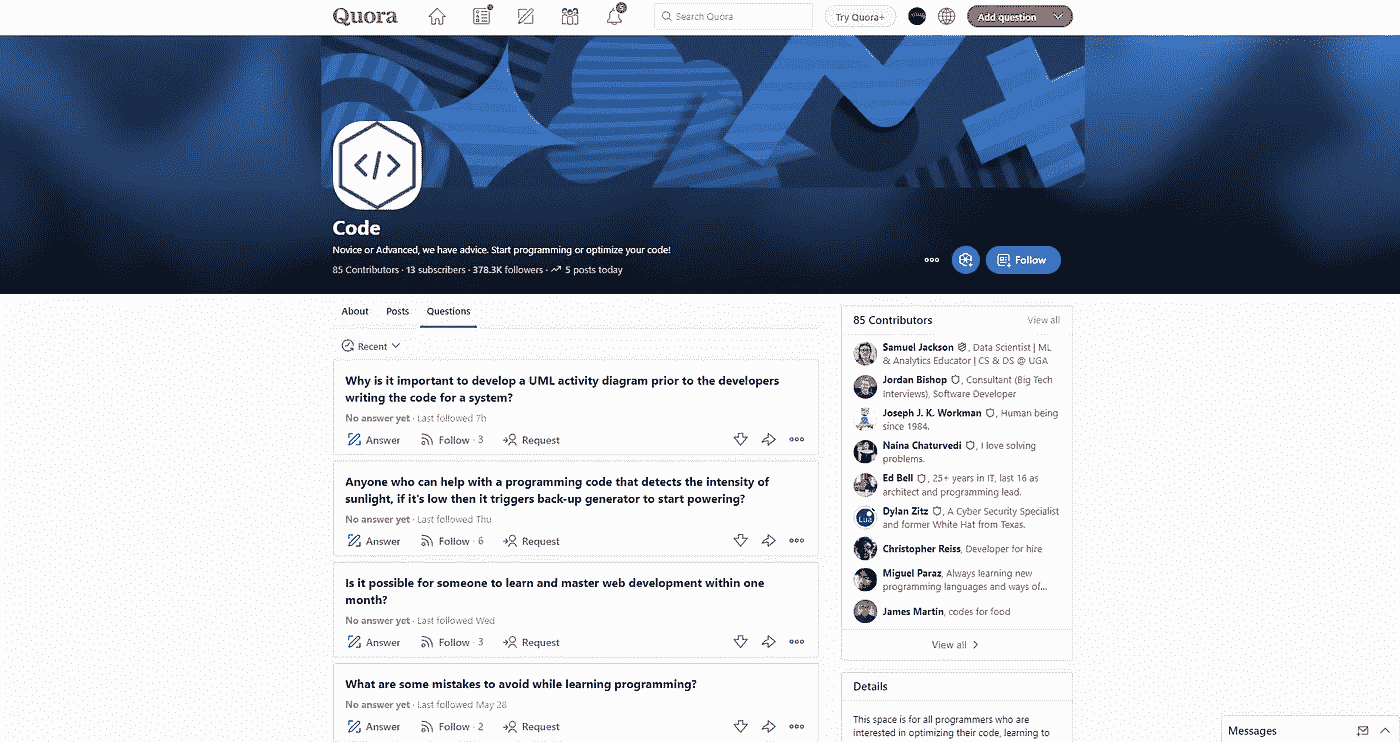 Quora
5
Search Quora
Try Quora+
Add question
</>
Code
Novice or Advanced, we have advice. Start programming or optimize your code!
85 Contributors · 13 subscribers · 378.3K followers · 5 posts today
Follow
About Posts Questions
Recent
Why is it important to develop a UML activity diagram prior to the developers
writing the code for a system?
No answer yet · Last followed 7h
Answer Follow · 3 Request
Anyone who can help with a programming code that detects the intensity of
sunlight, if it's low then it triggers back-up generator to start powering?
No answer yet · Last followed Thu
Answer Follow · 6 Request
Is it possible for someone to learn and master web development within one
month?
No answer yet · Last followed Wed
Answer Follow · 3 Request
What are some mistakes to avoid while learning programming?
No answer yet · Last followed May 28
Answer Follow · 2 Request
85 Contributors View all
Samuel Jackson , Data Scientist | ML
& Analytics Educator | CS & DS @ UGA
Jordan Bishop , Consultant (Big Tech
Interviews), Software Developer
Joseph J. K. Workman , Human being
since 1984.
Naina Chaturvedi , I love solving
problems.
Ed Bell , 25+ years in IT, last 16 as
architect and programming lead.
Lua
Dylan Zitz , A Cyber Security Specialist
and former White Hat from Texas.
Christopher Reiss, Developer for hire
Miguel Paraz, Always learning new
programming languages and ways of...
James Martin, codes for food
View all
Details
This space is for all programmers who are
interested in optimizing their code, learning to
Messages